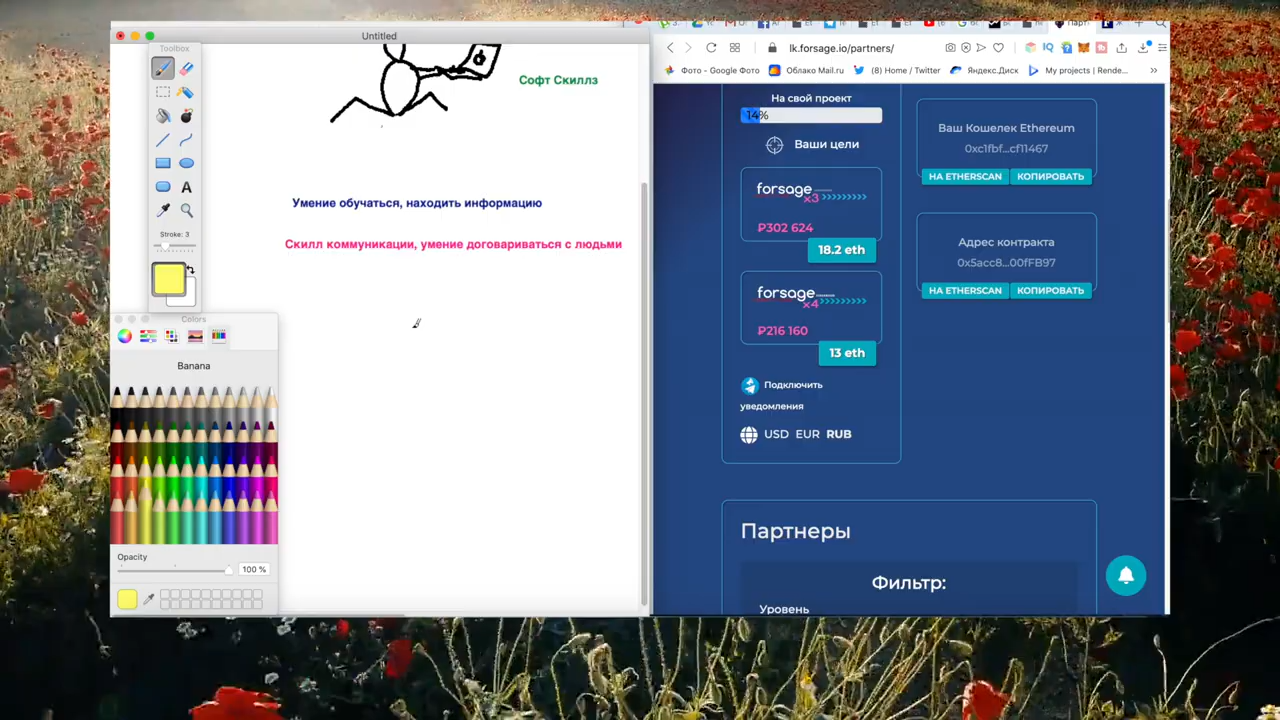 Untitled
Toolbox
Stroke: 3
Colors
Banana
Opacity
100 %
Софт Скиллз
Умение обучаться, находить информацию
Скилл коммуникации, умение договариваться с людьми
lk.forsage.io/partners/
Фото - Google Фото
Облако Mail.ru
(8) Home / Twitter
Яндекс.Диск
My projects | Rende...
На свой проект
14%
Ваши цели
forsage
x3
₽302 624
18.2 eth
forsage
x4
₽216 160
13 eth
Подключить
уведомления
USD EUR RUB
Ваш Кошелек Ethereum
0xc1fbf...cf11467
НА ETHERSCAN
КОПИРОВАТЬ
Адрес контракта
0x5acc8...00fFB97
НА ETHERSCAN
КОПИРОВАТЬ
Партнеры
Фильтр:
Уровень